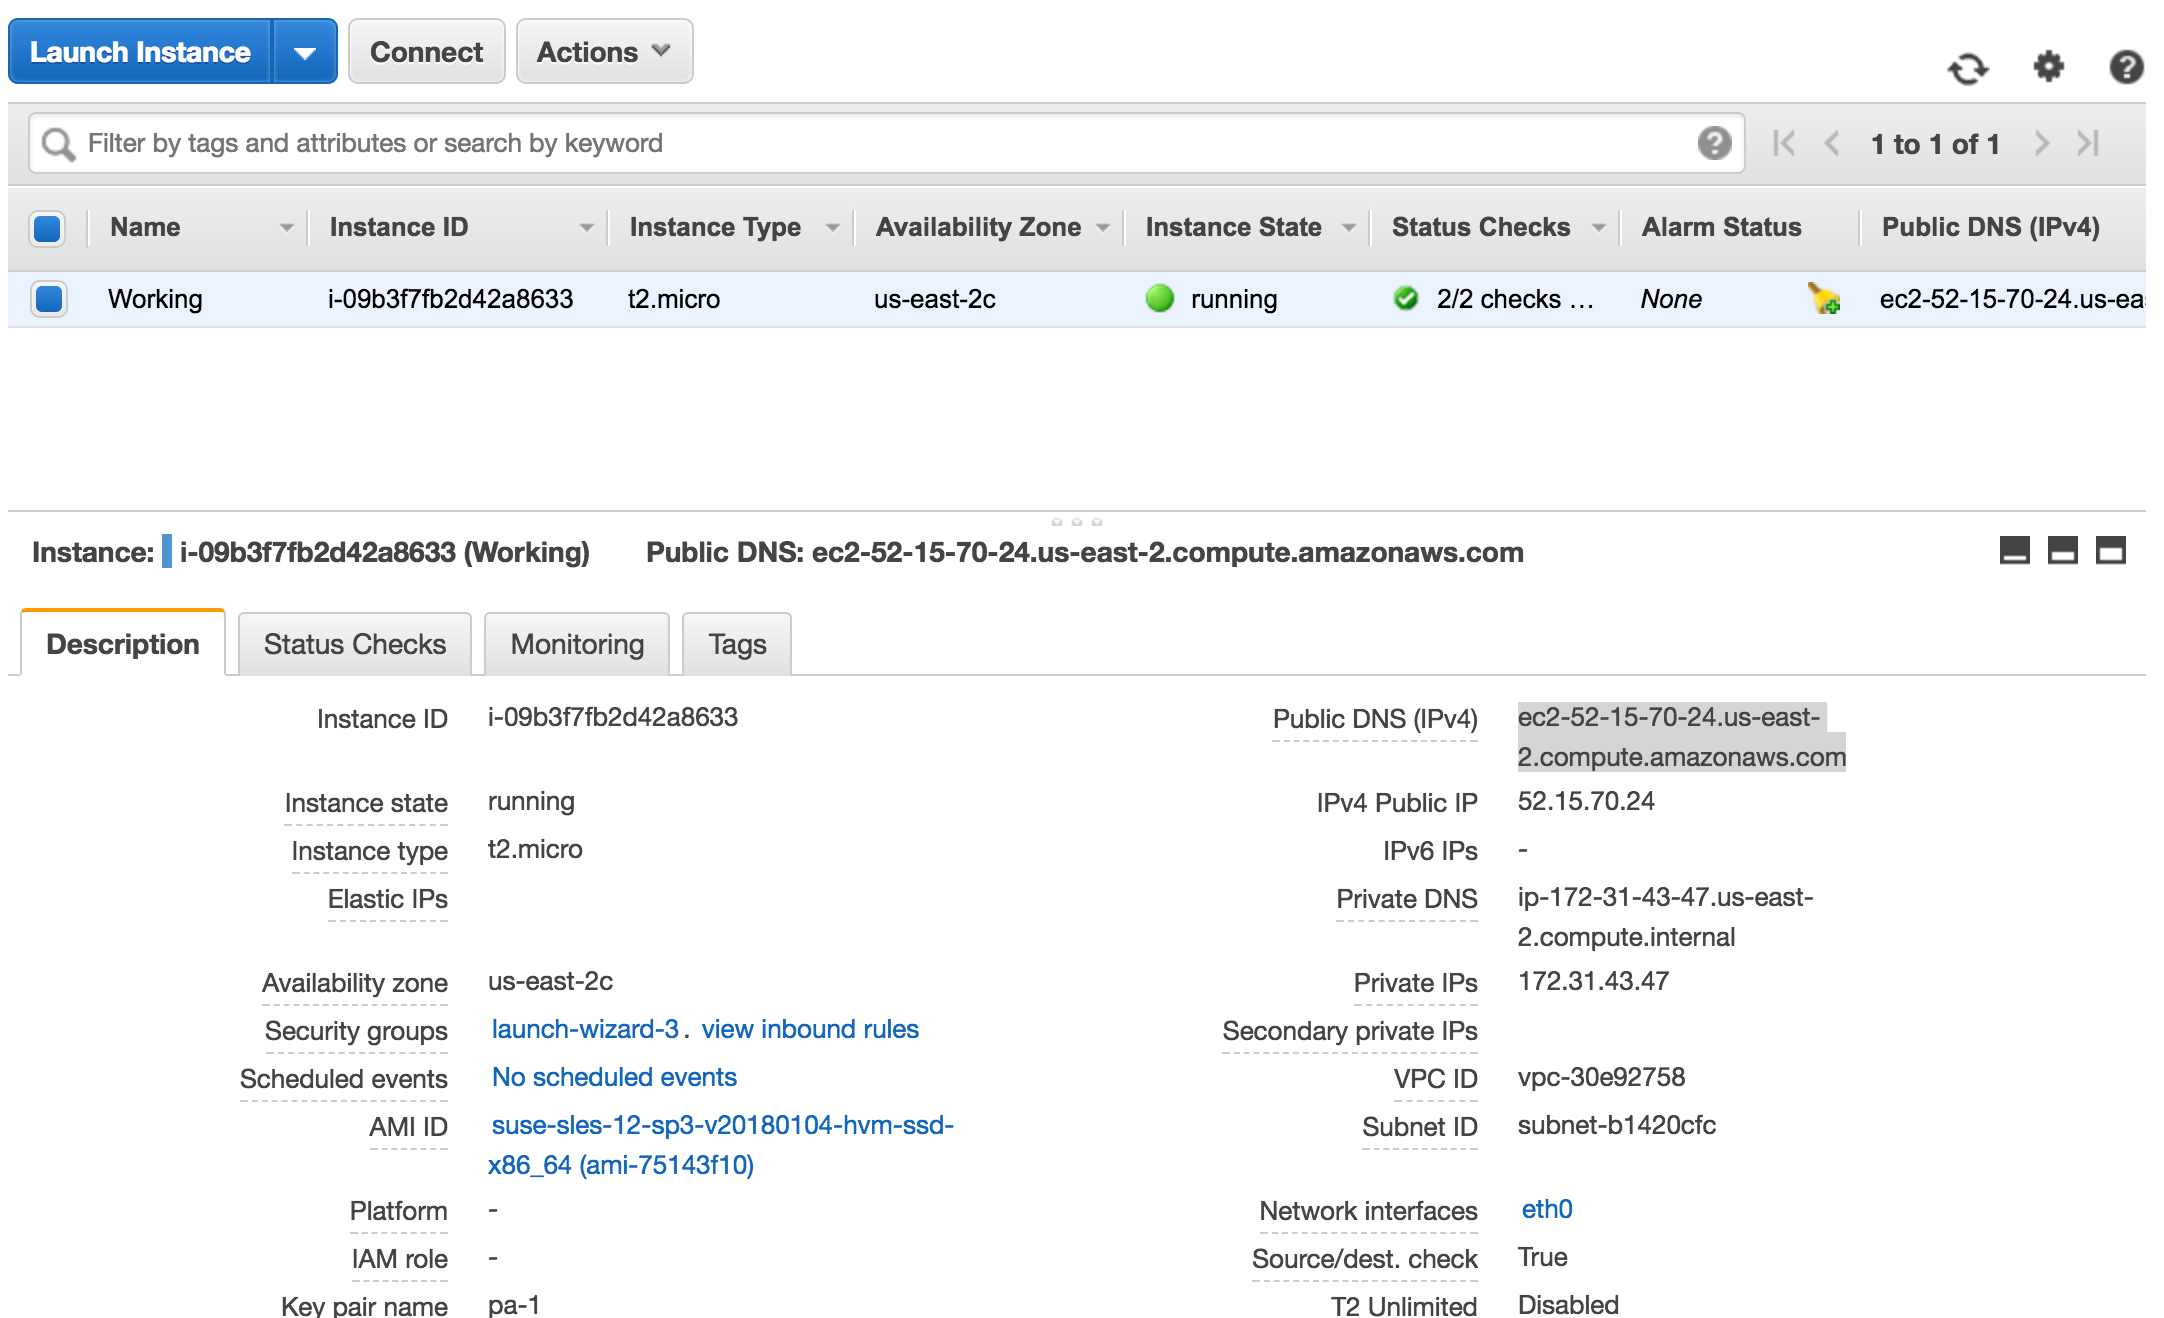 Launch Instance
Connect
Actions
Filter by tags and attributes or search by keyword
1 to 1 of 1
Name
Instance ID
Instance Type
Availability Zone
Instance State
Status Checks
Alarm Status
Public DNS (IPv4)
Working
i-09b3f7fb2d42a8633
t2.micro
us-east-2c
running
2/2 checks ...
None
ec2-52-15-70-24.us-ea
Instance: i-09b3f7fb2d42a8633 (Working)
Public DNS: ec2-52-15-70-24.us-east-2.compute.amazonaws.com
Description
Status Checks
Monitoring
Tags
Instance ID
i-09b3f7fb2d42a8633
Public DNS (IPv4)
ec2-52-15-70-24.us-east-
2.compute.amazonaws.com
Instance state
running
IPv4 Public IP
52.15.70.24
Instance type
t2.micro
IPv6 IPs
-
Elastic IPs
Private DNS
ip-172-31-43-47.us-east-
2.compute.internal
Availability zone
us-east-2c
Private IPs
172.31.43.47
Security groups
launch-wizard-3. view inbound rules
Secondary private IPs
Scheduled events
No scheduled events
VPC ID
vpc-30e92758
AMI ID
suse-sles-12-sp3-v20180104-hvm-ssd-
x86_64 (ami-75143f10)
Subnet ID
subnet-b1420cfc
Platform
-
Network interfaces
eth0
IAM role
-
Source/dest. check
True
Key pair name
pa-1
T2 Unlimited
Disabled